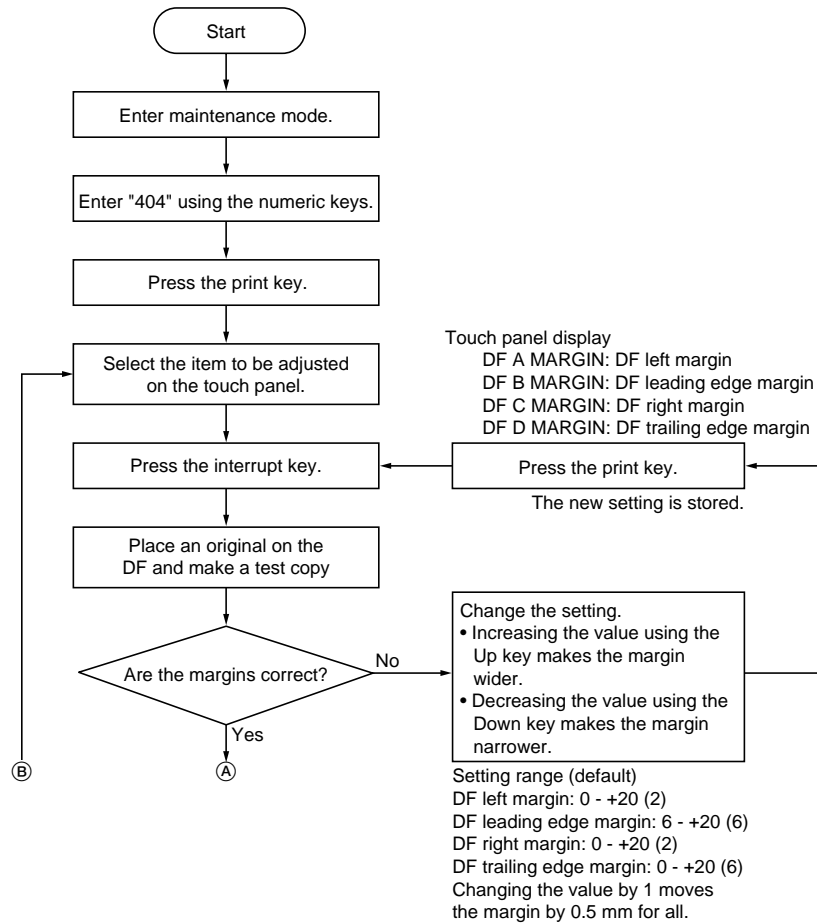 Start
Enter maintenance mode.
Enter "404" using the numeric keys.
Press the print key.
Select the item to be adjusted
on the touch panel.
Touch panel display
DF A MARGIN: DF left margin
DF B MARGIN: DF leading edge margin
DF C MARGIN: DF right margin
DF D MARGIN: DF trailing edge margin
Press the interrupt key.
Press the print key.
The new setting is stored.
Place an original on the
DF and make a test copy
Are the margins correct?
No
Yes
Change the setting.
• Increasing the value using the
Up key makes the margin
wider.
• Decreasing the value using the
Down key makes the margin
narrower.
B
A
Setting range (default)
DF left margin: 0 - +20 (2)
DF leading edge margin: 6 - +20 (6)
DF right margin: 0 - +20 (2)
DF trailing edge margin: 0 - +20 (6)
Changing the value by 1 moves
the margin by 0.5 mm for all.